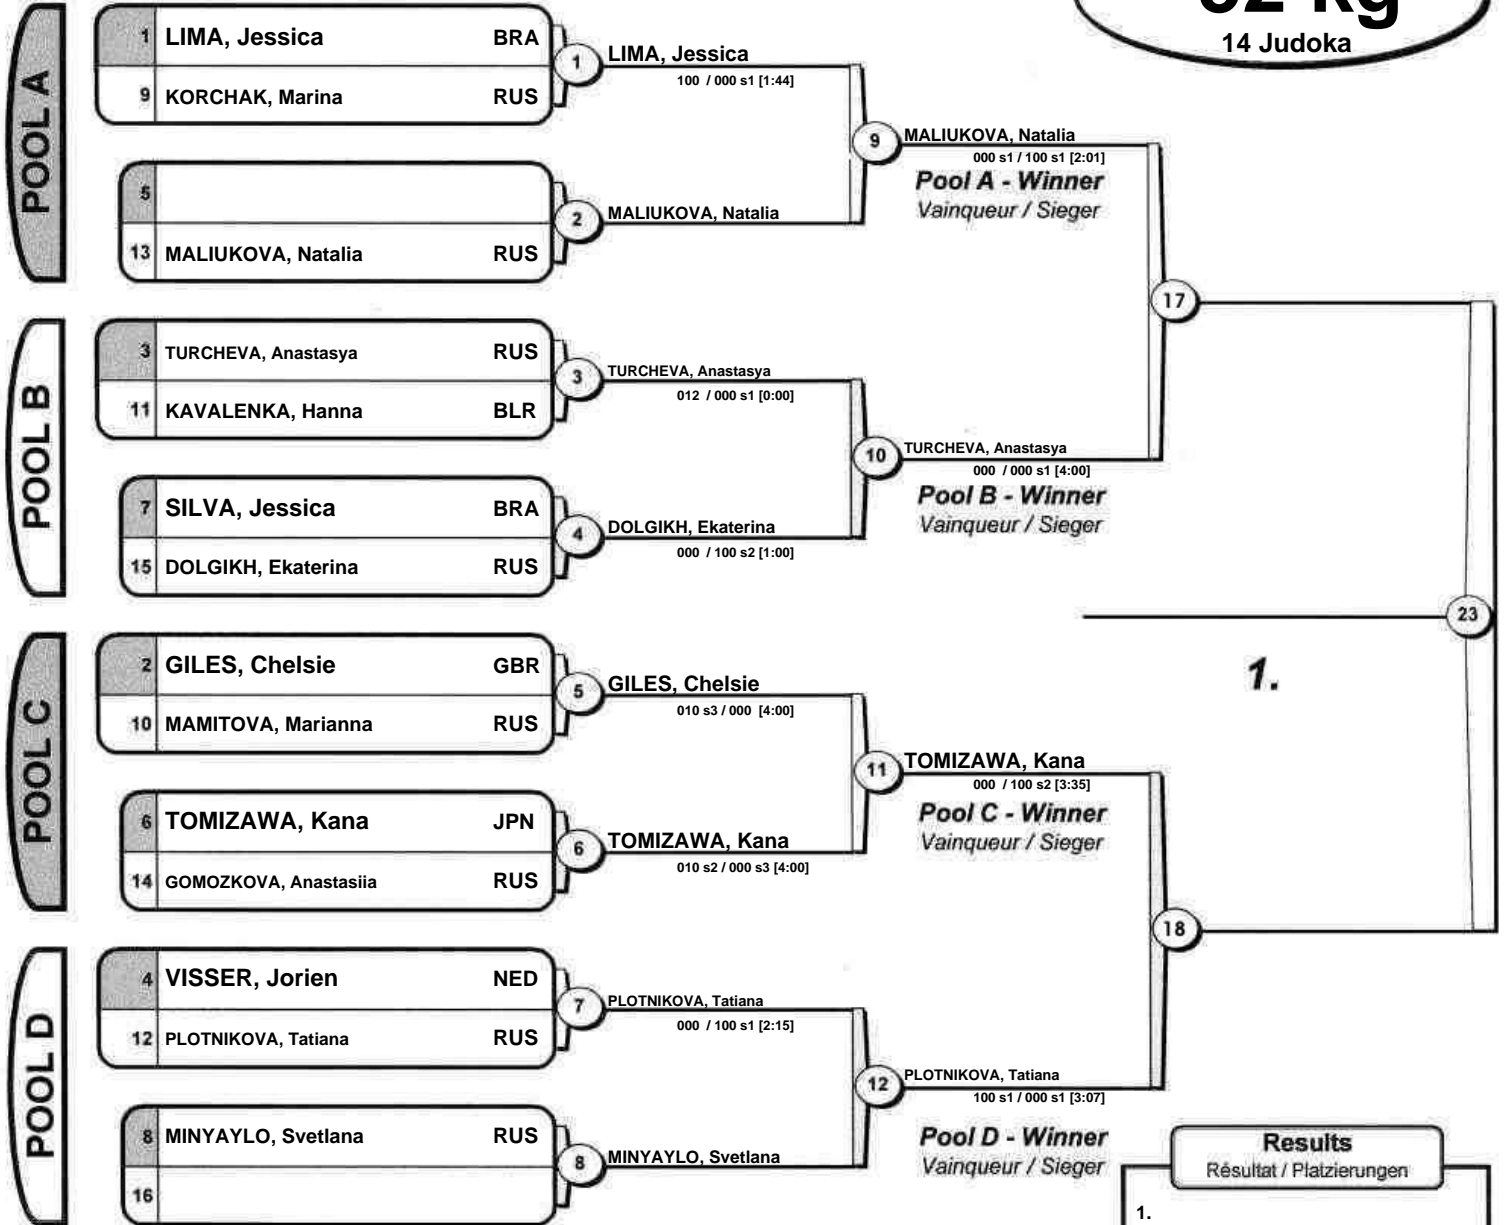 14 Judoka
POOL A
1 LIMA, Jessica BRA
9 KORCHAK, Marina RUS
1
LIMA, Jessica
100 / 000 s1 [1:44]
5
13 MALIUKOVA, Natalia RUS
2
MALIUKOVA, Natalia
9
MALIUKOVA, Natalia
000 s1 / 100 s1 [2:01]
Pool A - Winner
Vainqueur / Sieger
17
POOL B
3 TURCHEVA, Anastasya RUS
11 KAVALENKA, Hanna BLR
3
TURCHEVA, Anastasya
012 / 000 s1 [0:00]
7 SILVA, Jessica BRA
15 DOLGIKH, Ekaterina RUS
4
DOLGIKH, Ekaterina
000 / 100 s2 [1:00]
10
TURCHEVA, Anastasya
000 / 000 s1 [4:00]
Pool B - Winner
Vainqueur / Sieger
23
1.
POOL C
2 GILES, Chelsie GBR
10 MAMITOVA, Marianna RUS
5
GILES, Chelsie
010 s3 / 000 [4:00]
6 TOMIZAWA, Kana JPN
14 GOMOZKOVA, Anastasiia RUS
6
TOMIZAWA, Kana
010 s2 / 000 s3 [4:00]
11
TOMIZAWA, Kana
000 / 100 s2 [3:35]
Pool C - Winner
Vainqueur / Sieger
18
POOL D
4 VISSER, Jorien NED
12 PLOTNIKOVA, Tatiana RUS
7
PLOTNIKOVA, Tatiana
000 / 100 s1 [2:15]
8 MINYAYLO, Svetlana RUS
16
8
MINYAYLO, Svetlana
12
PLOTNIKOVA, Tatiana
100 s1 / 000 s1 [3:07]
Pool D - Winner
Vainqueur / Sieger
Results
Résultat / Platzierungen
1.